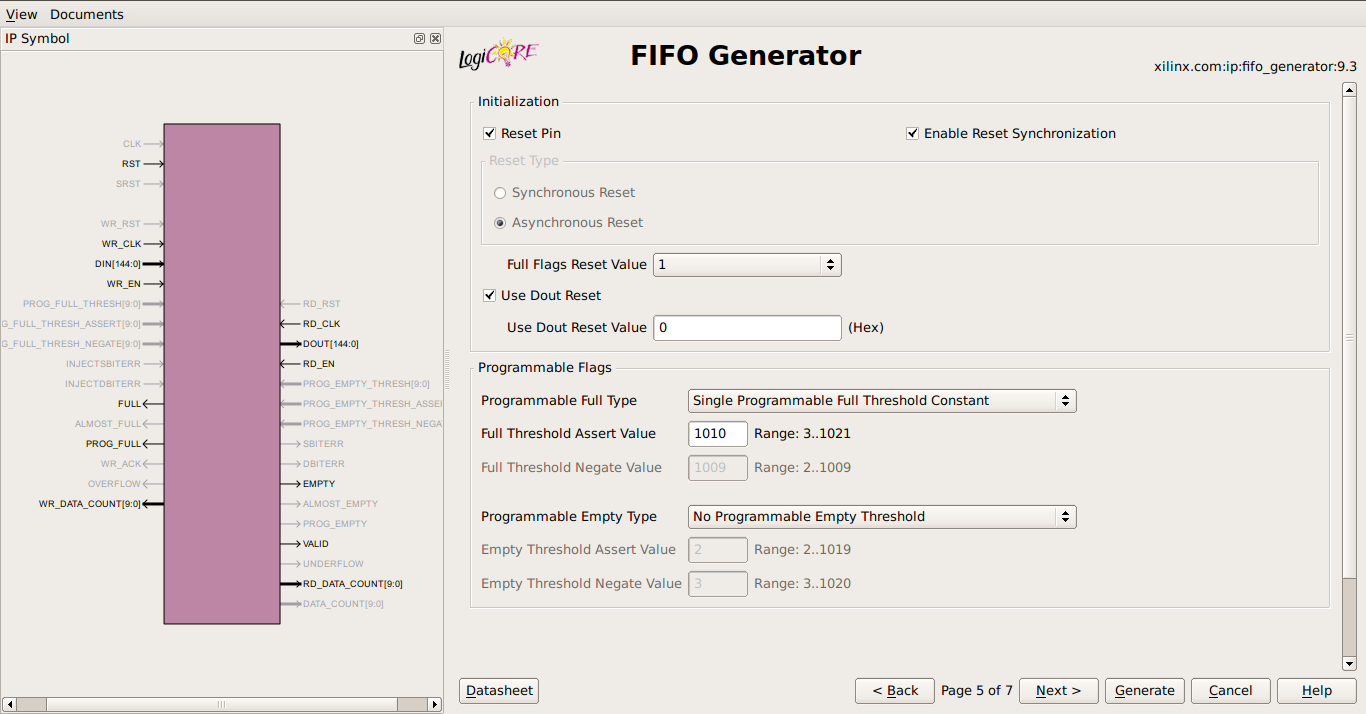 View Documents
IP Symbol
LogiCORE
FIFO Generator
xilinx.com:ip:fifo_generator:9.3
CLK
RST
SRST
WR_RST
WR_CLK
DIN[144:0]
WR_EN
PROG_FULL_THRESH[9:0]
G_FULL_THRESH_ASSERT[9:0]
G_FULL_THRESH_NEGATE[9:0]
INJECTSBITERR
INJECTDBITERR
FULL
ALMOST_FULL
PROG_FULL
WR_ACK
OVERFLOW
WR_DATA_COUNT[9:0]
RD_RST
RD_CLK
DOUT[144:0]
RD_EN
PROG_EMPTY_THRESH[9:0]
PROG_EMPTY_THRESH_ASSE
PROG_EMPTY_THRESH_NEGA
SBITERR
DBITERR
EMPTY
ALMOST_EMPTY
PROG_EMPTY
VALID
UNDERFLOW
RD_DATA_COUNT[9:0]
DATA_COUNT[9:0]
Initialization
Reset Pin Enable Reset Synchronization
Reset Type
Synchronous Reset
Asynchronous Reset
Full Flags Reset Value 1
Use Dout Reset
Use Dout Reset Value 0 (Hex)
Programmable Flags
Programmable Full Type Single Programmable Full Threshold Constant
Full Threshold Assert Value 1010 Range: 3..1021
Full Threshold Negate Value 1009 Range: 2..1009
Programmable Empty Type No Programmable Empty Threshold
Empty Threshold Assert Value 2 Range: 2..1019
Empty Threshold Negate Value 3 Range: 3..1020
Datasheet < Back Page 5 of 7 Next > Generate Cancel Help